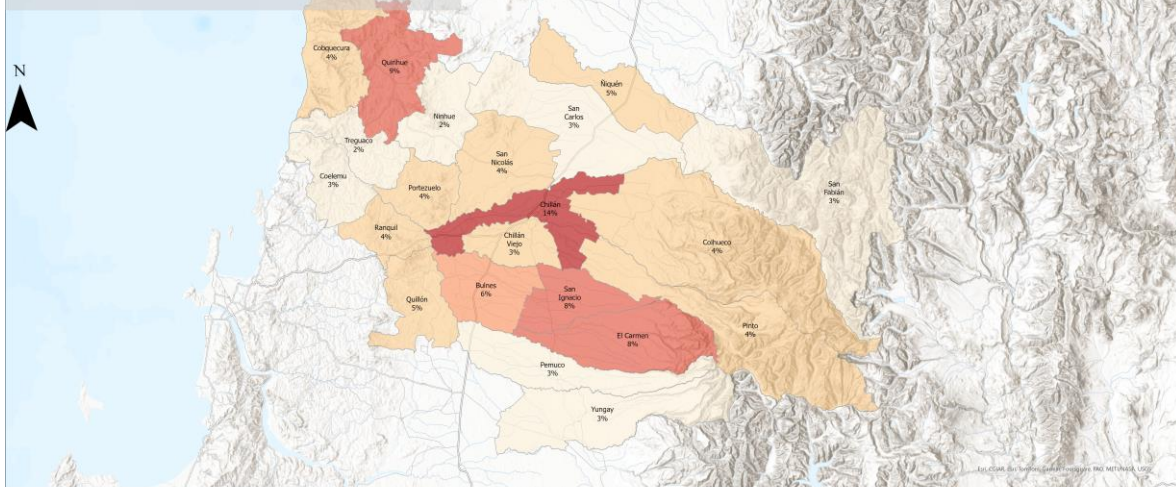 N
Cobquecura
4%
Quirihue
9%
Ñiquén
5%
Ninhue
2%
San
Carlos
3%
Treguaco
2%
San
Nicolás
4%
Coelemu
3%
Portezuelo
4%
San
Fabián
3%
Chillán
14%
Ranquil
4%
Chillán
Viejo
3%
Coihueco
4%
Bulnes
6%
San
Ignacio
8%
Quillón
5%
Pinto
4%
El Carmen
8%
Pemuco
3%
Yungay
3%